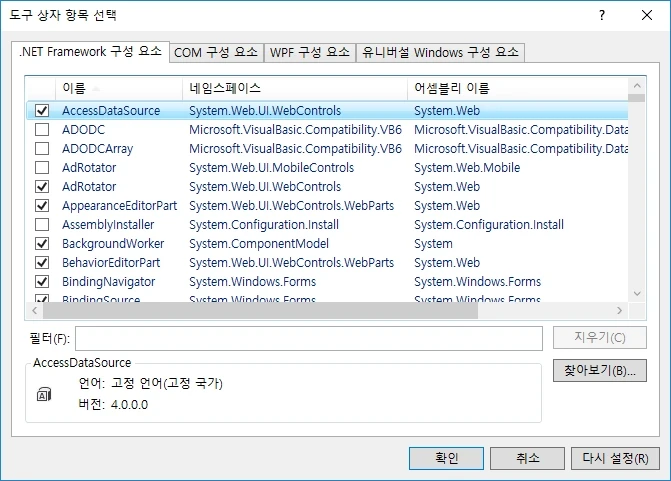 도구 상자 항목 선택
.NET Framework 구성 요소 COM 구성 요소 WPF 구성 요소 유니버설 Windows 구성 요소
이름 네임스페이스 어셈블리 이름
AccessDataSource System.Web.UI.WebControls System.Web
ADODC Microsoft.VisualBasic.Compatibility.VB6 Microsoft.VisualBasic.Compatibility.Data
ADODCArray Microsoft.VisualBasic.Compatibility.VB6 Microsoft.VisualBasic.Compatibility.Data
AdRotator System.Web.UI.MobileControls System.Web.Mobile
AdRotator System.Web.UI.WebControls System.Web
AppearanceEditorPart System.Web.UI.WebControls.WebParts System.Web
AssemblyInstaller System.Configuration.Install System.Configuration.Install
BackgroundWorker System.ComponentModel System
BehaviorEditorPart System.Web.UI.WebControls.WebParts System.Web
BindingNavigator System.Windows.Forms System.Windows.Forms
BindingSource System.Windows.Forms System.Windows.Forms
필터(F): 지우기(C)
AccessDataSource 찾아보기(B)...
언어: 고정 언어(고정 국가)
버전: 4.0.0.0
확인 취소 다시 설정(R)